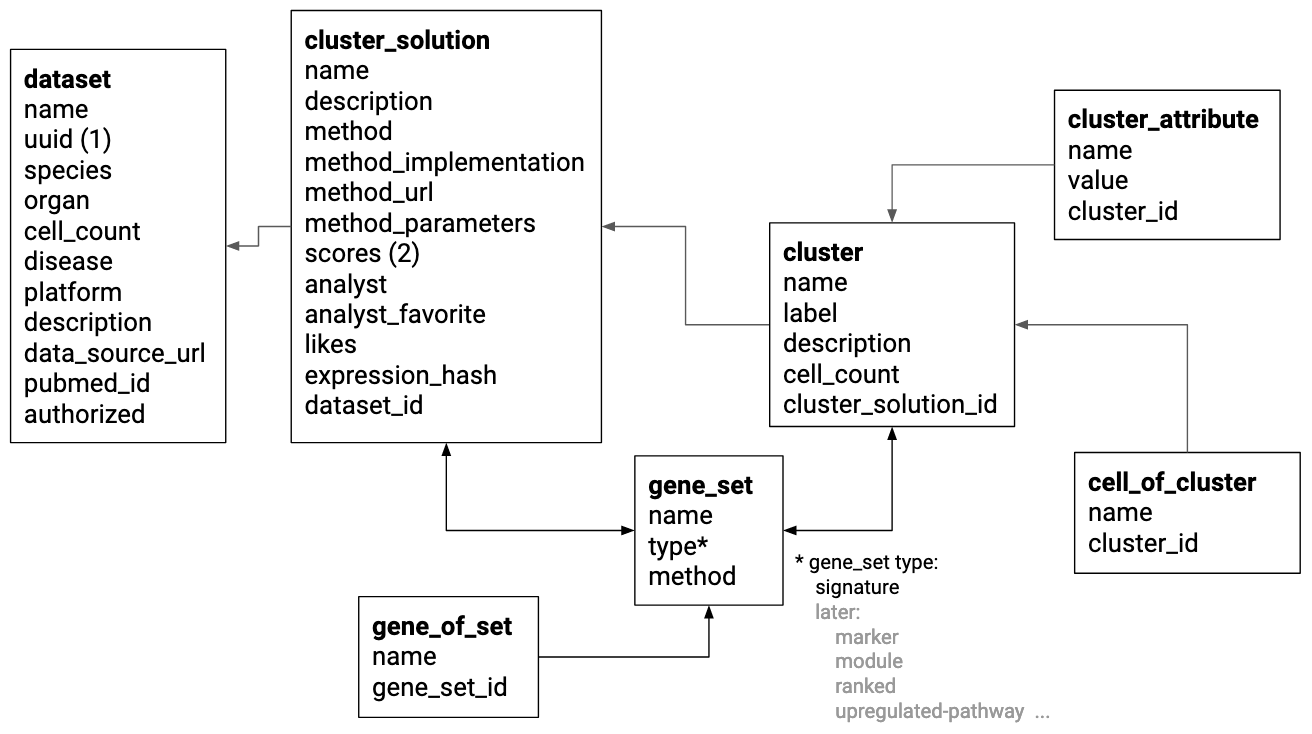 dataset
name
uuid (1)
species
organ
cell_count
disease
platform
description
data_source_url
pubmed_id
authorized
cluster_solution
name
description
method
method_implementation
method_url
method_parameters
scores (2)
analyst
analyst_favorite
likes
expression_hash
dataset_id
cluster_attribute
name
value
cluster_id
cluster
name
label
description
cell_count
cluster_solution_id
cell_of_cluster
name
cluster_id
gene_set
name
type*
method
* gene_set type:
signature
later:
marker
module
ranked
upregulated-pathway ...
gene_of_set
name
gene_set_id